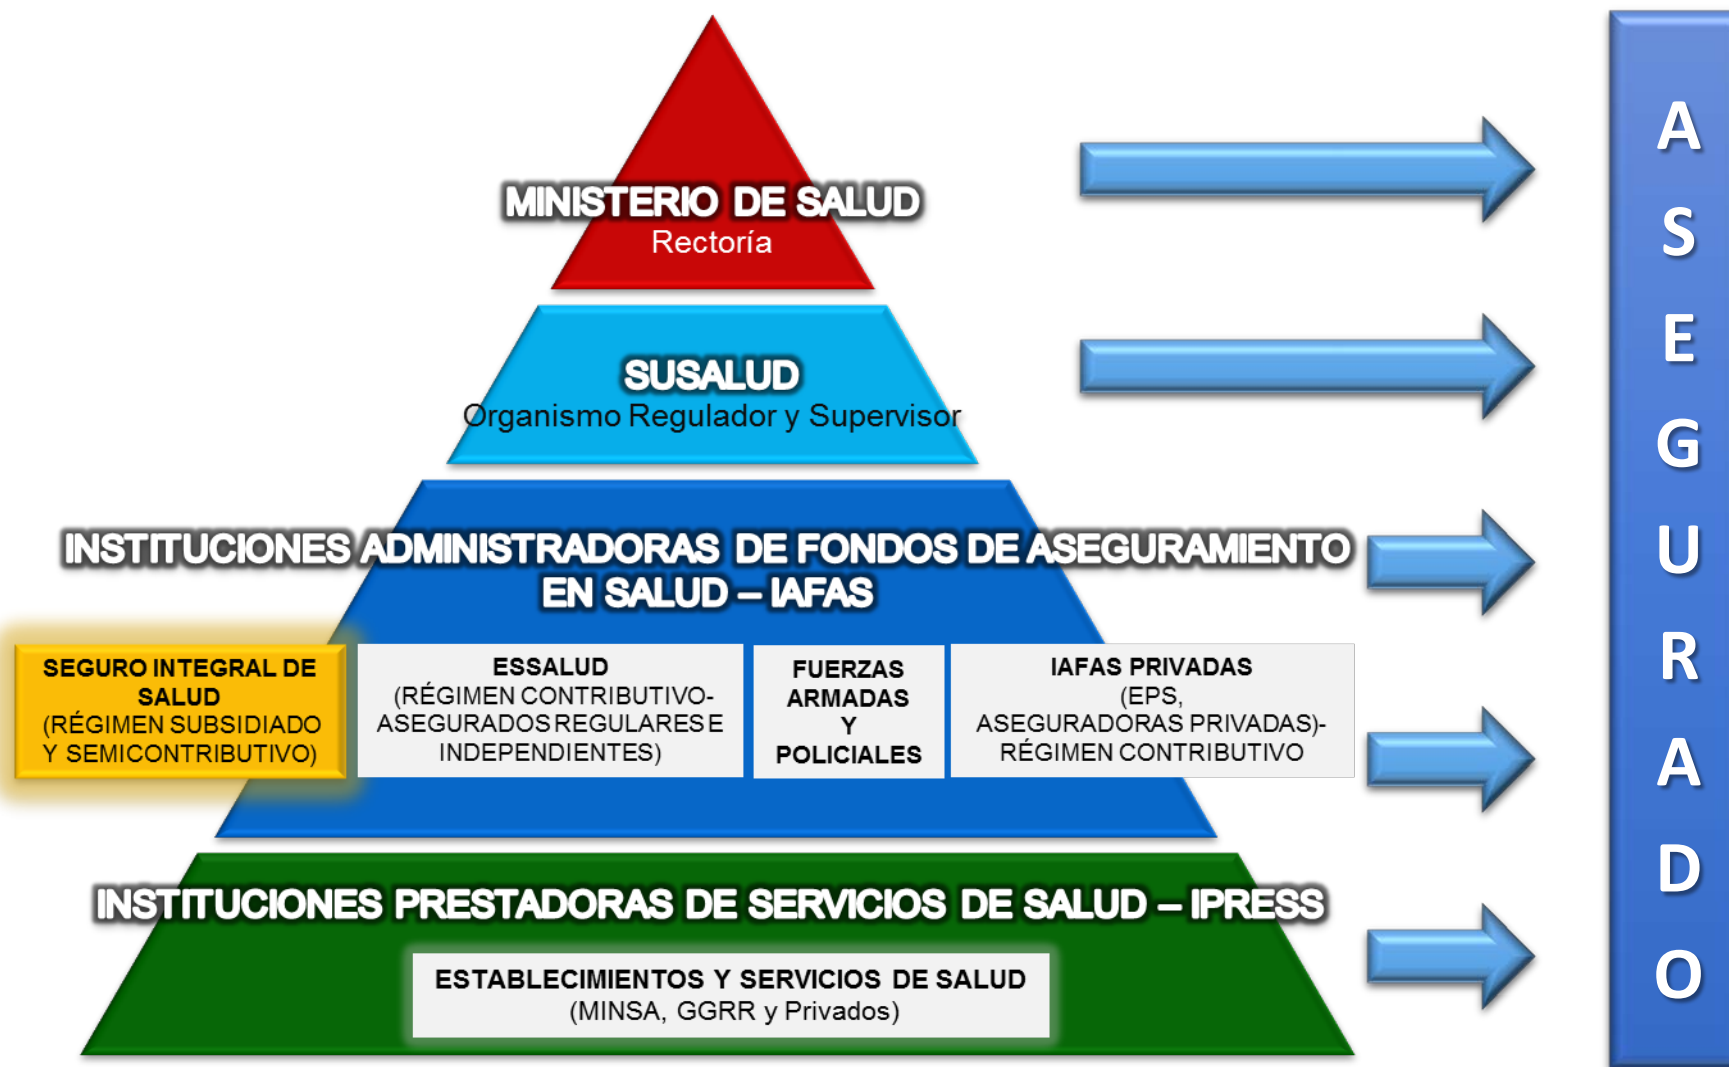 MINISTERIO DE SALUD
Rectoría
SUSALUD
Organismo Regulador y Supervisor
INSTITUCIONES ADMINISTRADORAS DE FONDOS DE ASEGURAMIENTO
EN SALUD – IAFAS
SEGURO INTEGRAL DE
SALUD
(RÉGIMEN SUBSIDIADO
Y SEMICONTRIBUTIVO)
ESSALUD
(RÉGIMEN CONTRIBUTIVO-
ASEGURADOS REGULARES E
INDEPENDIENTES)
FUERZAS
ARMADAS
Y
POLICIALES
IAFAS PRIVADAS
(EPS,
ASEGURADORAS PRIVADAS)-
RÉGIMEN CONTRIBUTIVO
INSTITUCIONES PRESTADORAS DE SERVICIOS DE SALUD – IPRESS
ESTABLECIMIENTOS Y SERVICIOS DE SALUD
(MINSA, GGRR y Privados)
A
S
E
G
U
R
A
D
O